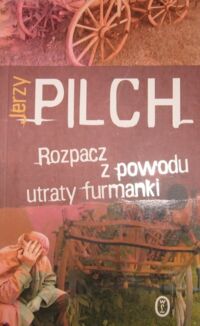 Jerzy
PILCH
Rozpacz
z powodu
utraty furmanki